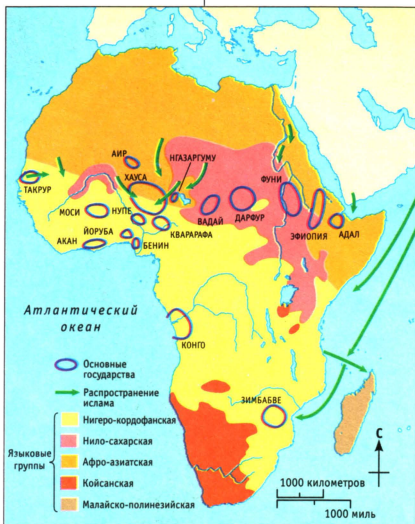 АИР
НГАЗАРГУМУ
ХАУСА
ФУНИ
ТАКРУР
МОСИ
НУПЕ
ВАДАЙ
ДАРФУР
ЙОРУБА
КВАРАРАФА
ЭФИОПИЯ
АДАЛ
АКАН
БЕНИН
Атлантический
океан
КОНГО
ЗИМБАБВЕ
Основные
государства
Распространение
ислама
Языковые
группы
Нигеро-кордофанская
Нило-сахарская
Афро-азиатская
Койсанская
Малайско-полинезийская
С
1000 километров
1000 миль